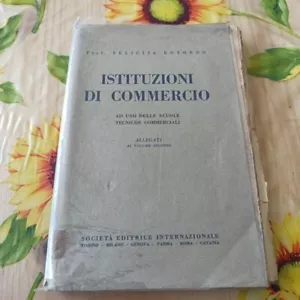 Prof. FELICITA
ISTITUZIONI
DI COMMERCIO
AD USO DELLE SCUOLE
TECNICHE COMMERCIALI
ALLEGATI
AL VOLUME SECONDO
SOCIETÀ EDITRICE INTERNAZIONALE
TORINO - MILANO - GENOVA - PARMA - ROMA - CATANIA